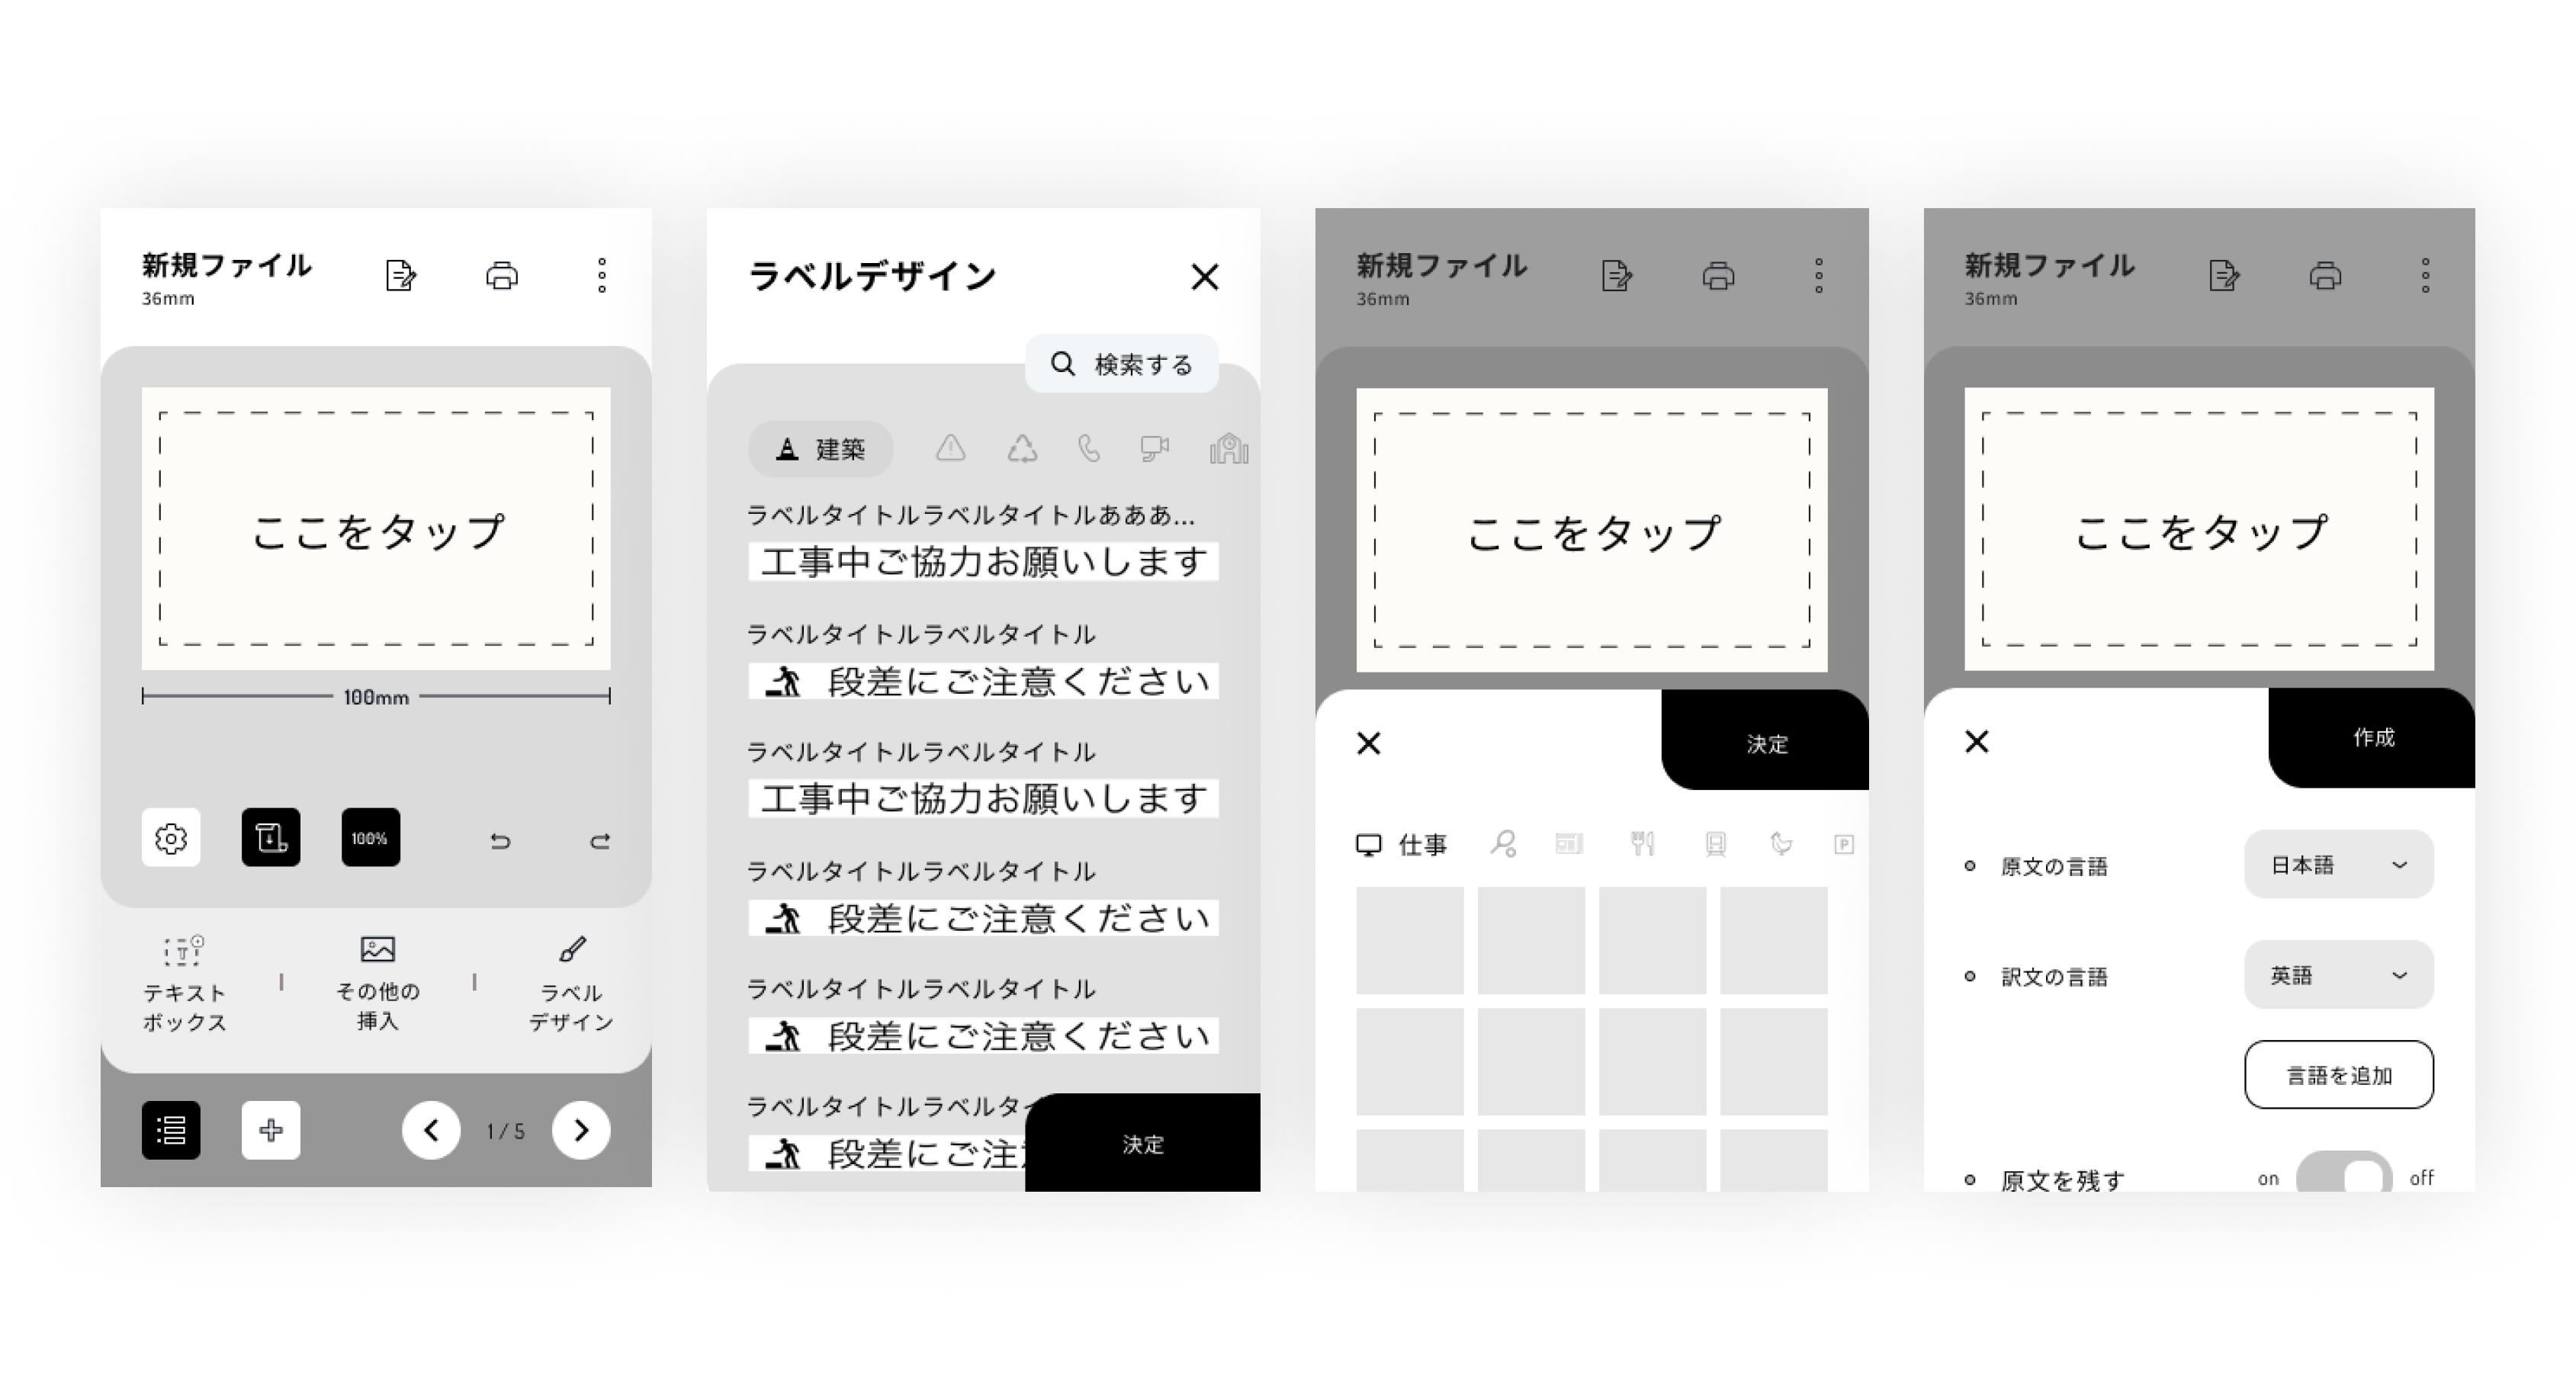 新規ファイル
36mm
ここをタップ
100mm
100%
テキスト
ボックス
その他の
挿入
ラベル
デザイン
1 / 5
ラベルデザイン
検索する
建築
ラベルタイトルラベルタイトルあああ...
工事中ご協力お願いします
ラベルタイトルラベルタイトル
段差にご注意ください
ラベルタイトルラベルタイトル
工事中ご協力お願いします
ラベルタイトルラベルタイトル
段差にご注意ください
ラベルタイトルラベルタイトル
段差にご注意ください
ラベルタイトルラベルタイ
段差にご注
決定
新規ファイル
36mm
ここをタップ
決定
仕事
P
新規ファイル
36mm
ここをタップ
作成
原文の言語
日本語
訳文の言語
英語
言語を追加
原文を残す
on
off